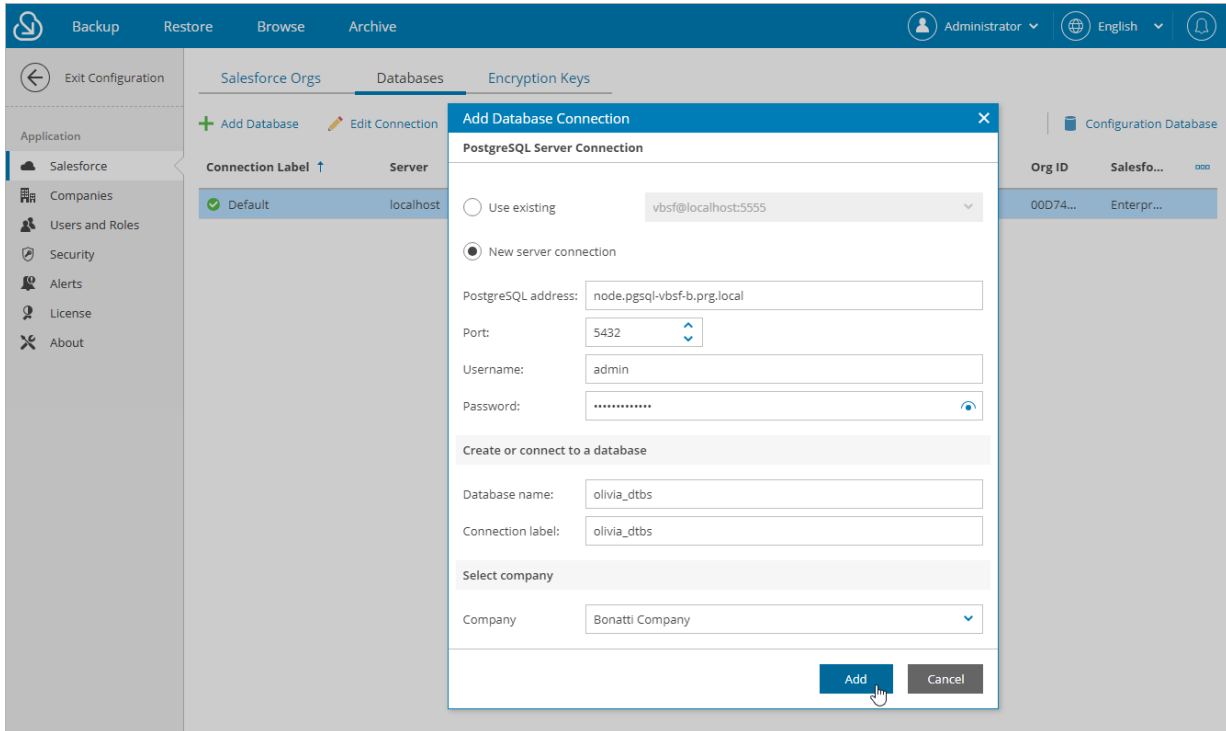 Backup Restore Browse Archive Administrator English
Exit Configuration Salesforce Orgs Databases Encryption Keys
Application
Salesforce
Companies
Users and Roles
Security
Alerts
License
About
Add Database Edit Connection Configuration Database
Connection Label ↑ Server Org ID Salesfo...
Default localhost 00D74... Enterpr...
Add Database Connection
PostgreSQL Server Connection
Use existing vbsf@localhost:5555
New server connection
PostgreSQL address: node.pgsql-vbsf-b.prg.local
Port: 5432
Username: admin
Password: •••••••••••••
Create or connect to a database
Database name: olivia_dtbs
Connection label: olivia_dtbs
Select company
Company Bonatti Company
Add Cancel